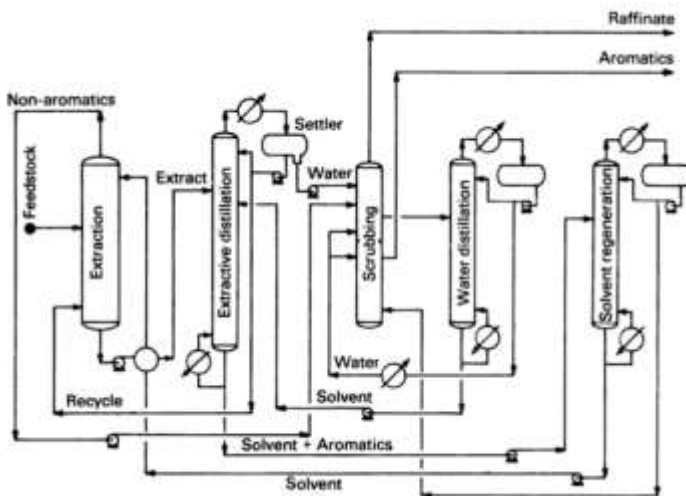 Raffinate
Aromatics
Non-aromatics
Settler
Feedstock
Extraction
Extract
Extractive distillation
Water
Scrubbing
Water distillation
Solvent regeneration
Water
Recycle
Solvent
Solvent + Aromatics
Solvent